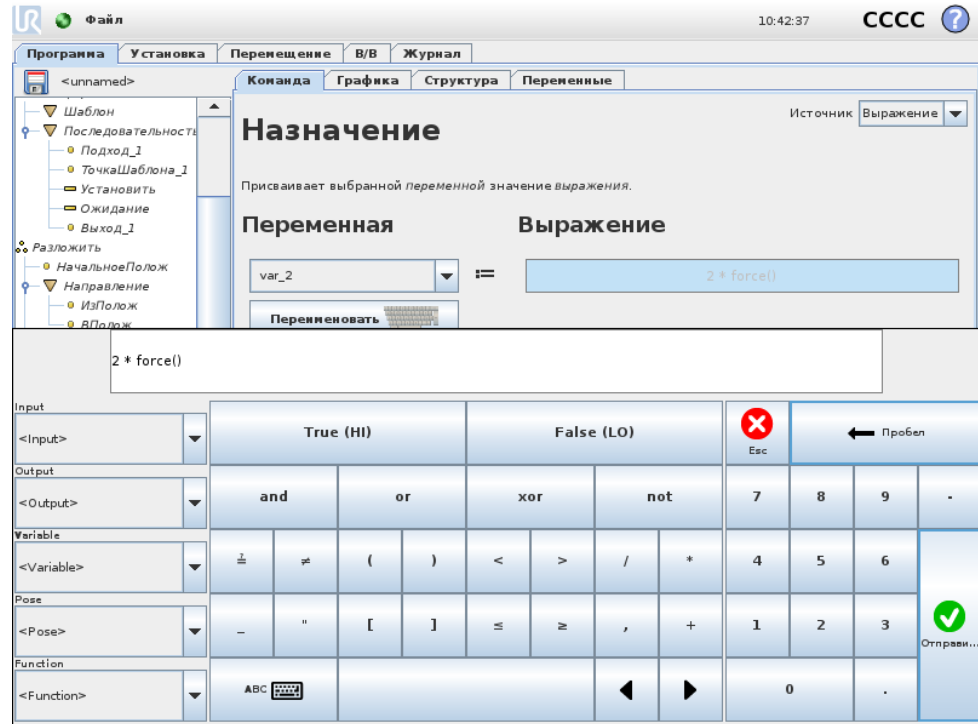 UR Файл 10:42:37 CCCC ?
Программа Установка Перемещение В/В Журнал
<unnamed>
Команда Графика Структура Переменные
Шаблон
Последовательность
Подход_1
ТочкаШаблона_1
Установить
Ожидание
Выход_1
Разложить
НачальноеПолож
Направление
ИзПолож
ВПолож
Источник Выражение
Назначение
Присваивает выбранной переменной значение выражения.
Переменная Выражение
var_2 := 2 * force()
Переименовать
2 * force()
Input
<Input> True (HI) False (LO) Esc Пробел
Output
<Output> and or xor not 7 8 9 -
Variable
<Variable> ≟ ≠ ( ) < > / * 4 5 6
Pose
<Pose> _ " [ ] ≤ ≥ , + 1 2 3 Отправи...
Function
<Function> ABC 0 .